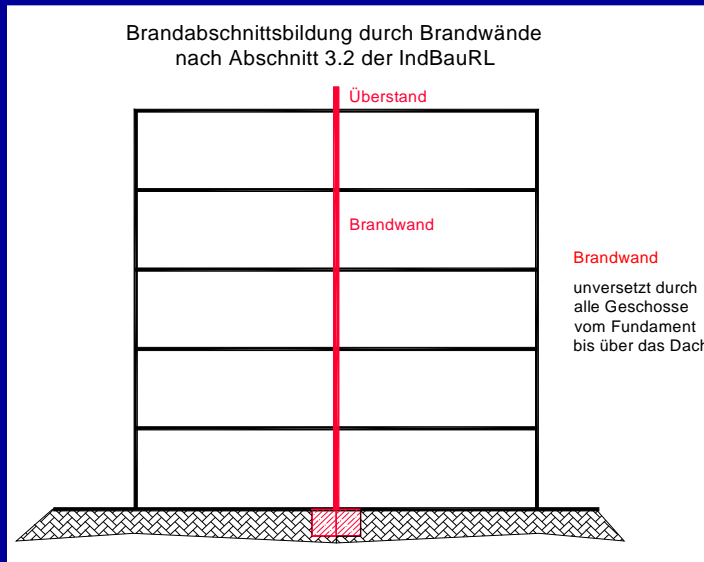 Brandabschnittsbildung durch Brandwände
nach Abschnitt 3.2 der IndBauRL
Überstand
Brandwand
Brandwand
unversetzt durch
alle Geschosse
vom Fundament
bis über das Dach